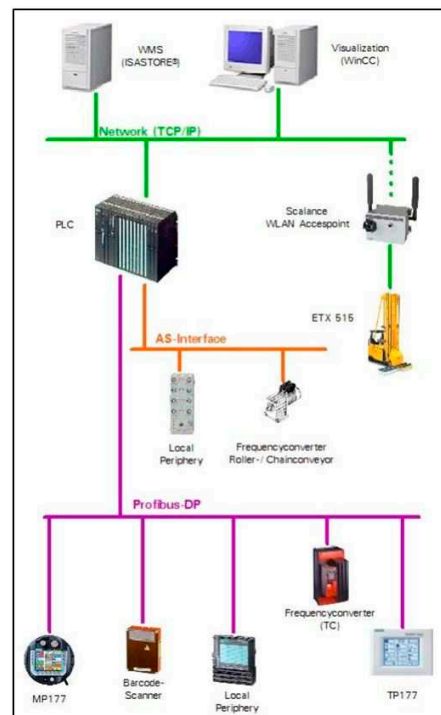 WMS
(ISASTORE®)
Visualization
(WinCC)
Network (TCP/IP)
PLC
Scalance
WLAN Accespoint
ETX 515
AS-Interface
Local
Periphery
Frequencyconverter
Roller-/ Chainconveyor
Profibus-DP
Frequencyconverter
(TC)
MP177
Barcode-
Scanner
Local
Periphery
TP177